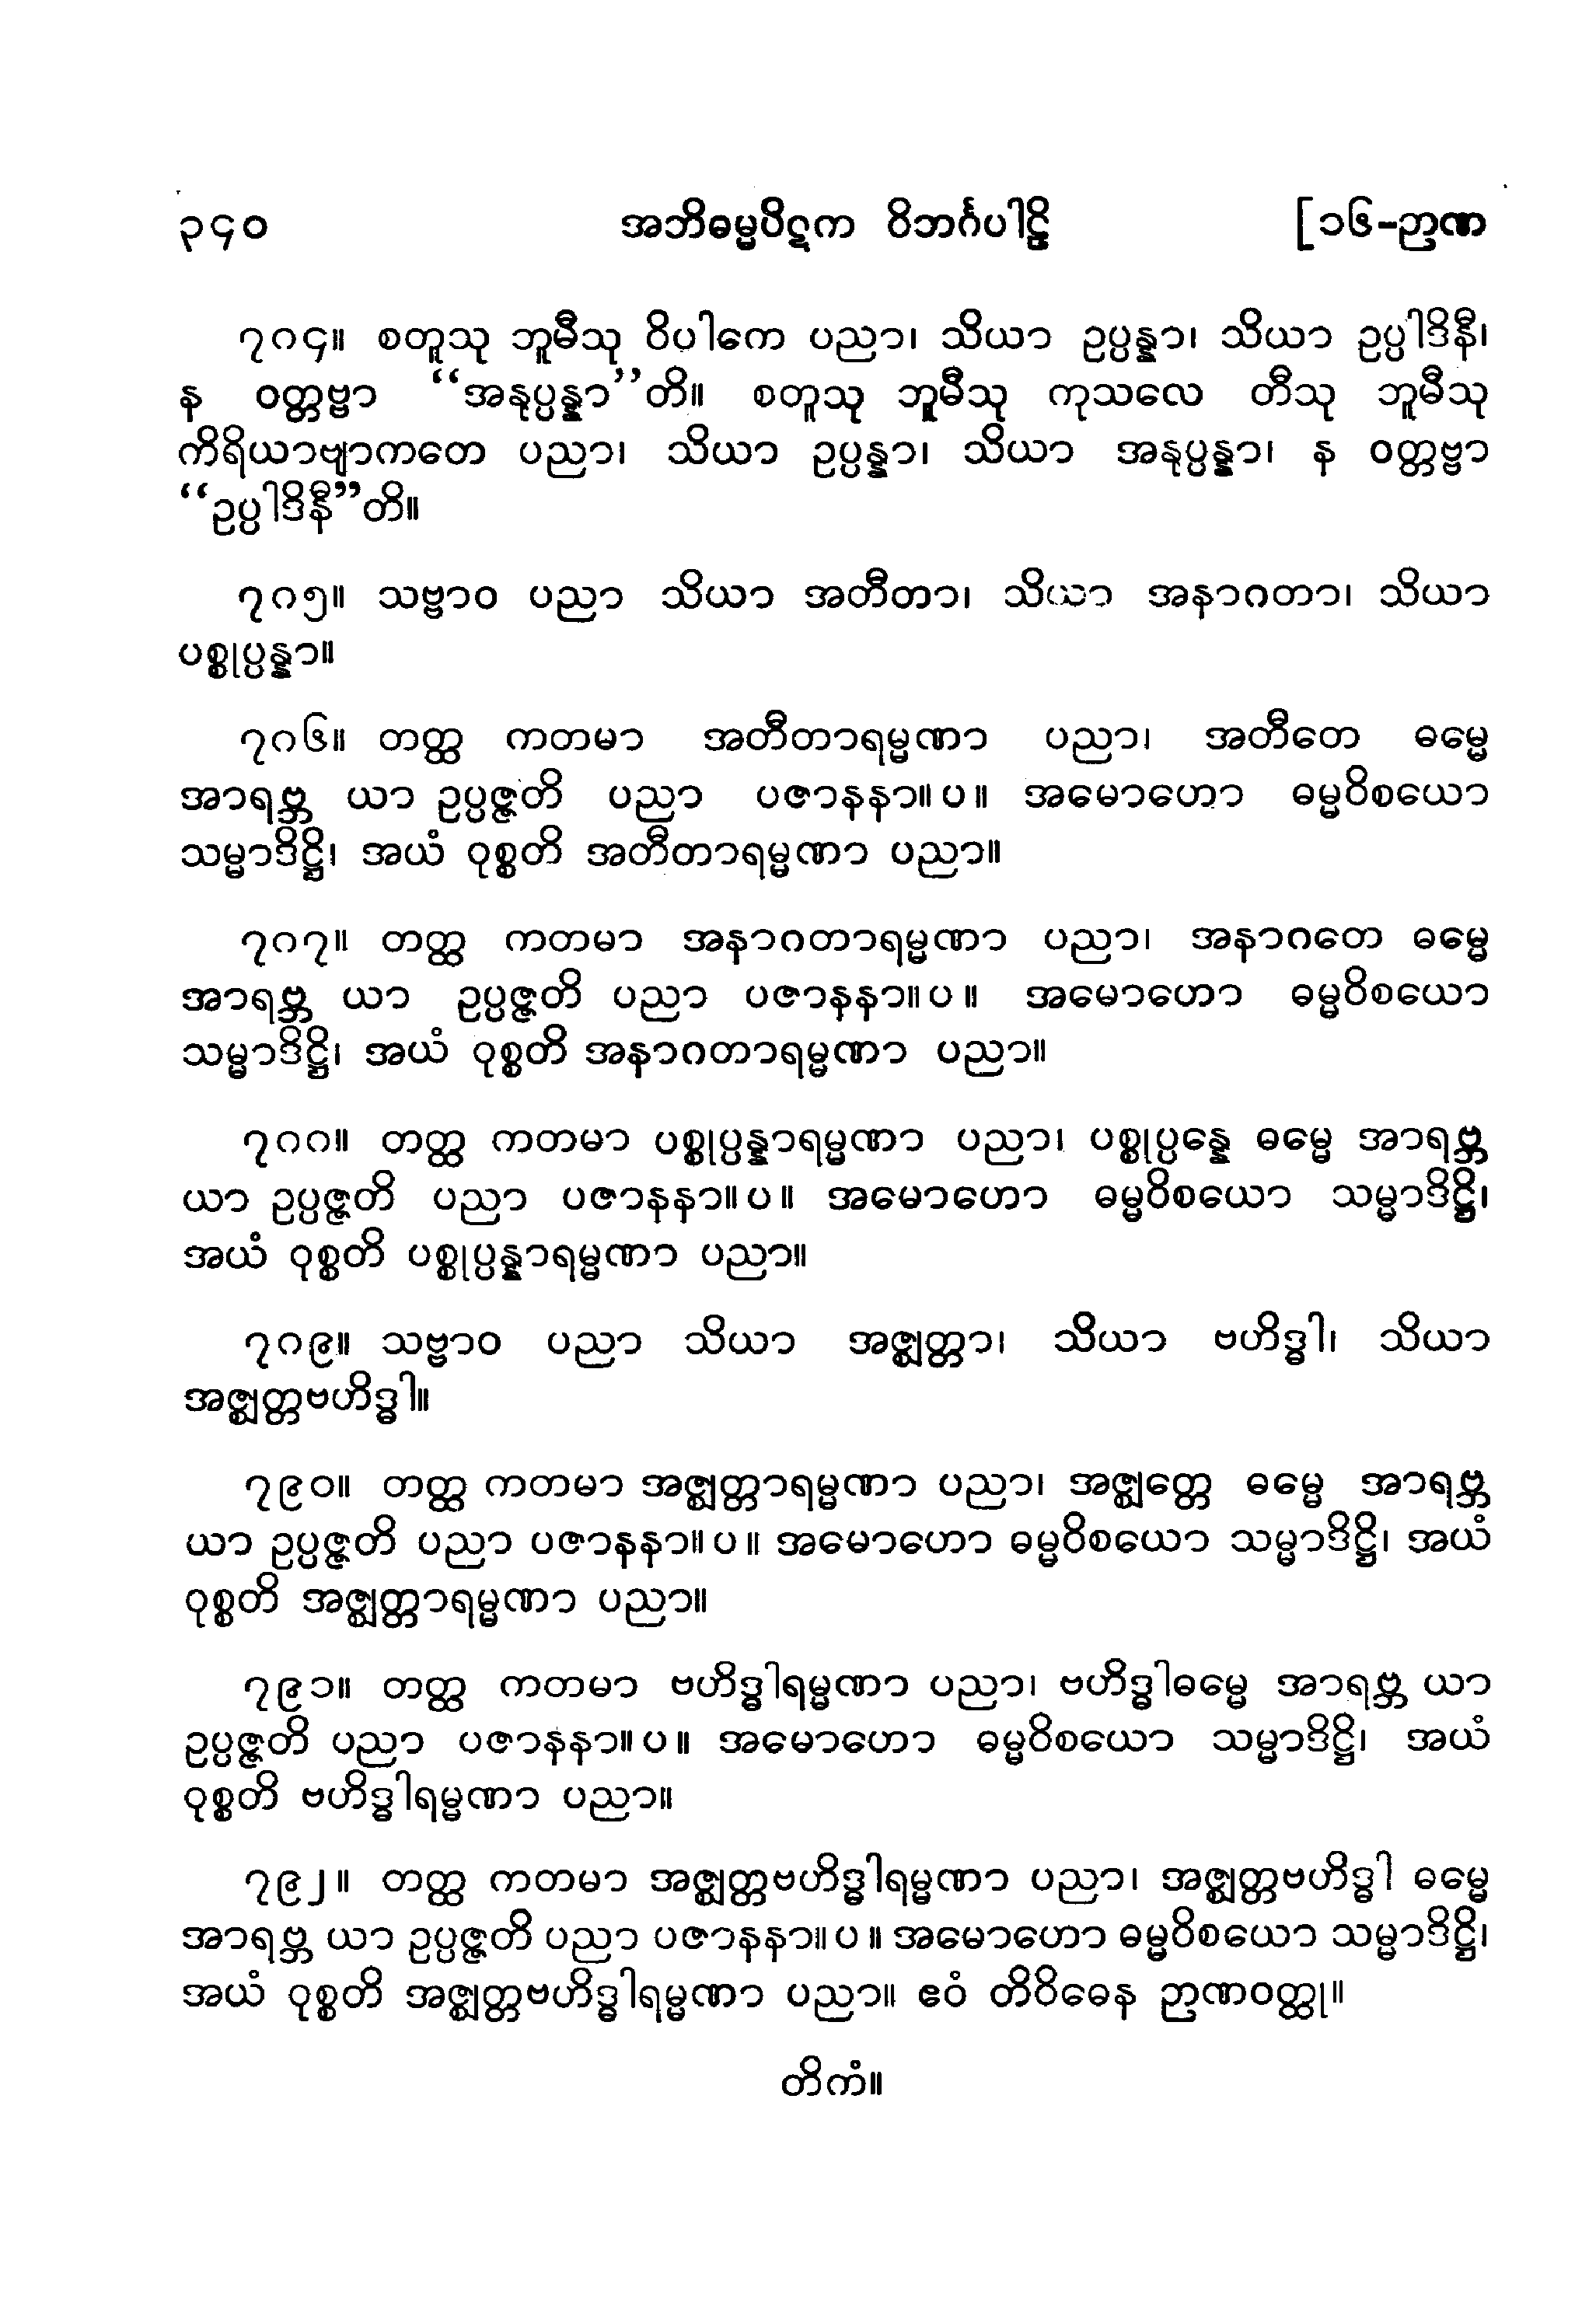 ၃၄၀ အဘိဓမ္မပိဋက ဝိဘင်္ဂပါဠိ [၁၆-ဉာဏ
၇၈၄။ စတူသု ဘူမီသု ဝိပါကေ ပညာ၊ သိယာ ဥပ္ပန္နာ၊ သိယာ ဥပ္ပါဒိနီ၊
န ဝတ္တဗ္ဗာ “အနုပ္ပန္နာ”တိ။ စတူသု ဘူမီသု ကုသလေ တီသု ဘူမီသု
ကိရိယာဗျာကတေ ပညာ၊ သိယာ ဥပ္ပန္နာ၊ သိယာ အနုပ္ပန္နာ၊ န ဝတ္တဗ္ဗာ
“ဥပ္ပါဒိနီ”တိ။
၇၈၅။ သဗ္ဗာဝ ပညာ သိယာ အတီတာ၊ သိယာ အနာဂတာ၊ သိယာ
ပစ္စုပ္ပန္နာ။
၇၈၆။ တတ္ထ ကတမာ အတီတာရမ္မဏာ ပညာ၊ အတီတေ ဓမ္မေ
အာရဗ္ဘ ယာ ဥပ္ပဇ္ဇတိ ပညာ ပဇာနနာ။ပ။ အမောဟော ဓမ္မဝိစယော
သမ္မာဒိဋ္ဌိ၊ အယံ ဝုစ္စတိ အတီတာရမ္မဏာ ပညာ။
၇၈၇။ တတ္ထ ကတမာ အနာဂတာရမ္မဏာ ပညာ၊ အနာဂတေ ဓမ္မေ
အာရဗ္ဘ ယာ ဥပ္ပဇ္ဇတိ ပညာ ပဇာနနာ။ပ။ အမောဟော ဓမ္မဝိစယော
သမ္မာဒိဋ္ဌိ၊ အယံ ဝုစ္စတိ အနာဂတာရမ္မဏာ ပညာ။
၇၈၈။ တတ္ထ ကတမာ ပစ္စုပ္ပန္နာရမ္မဏာ ပညာ၊ ပစ္စုပ္ပန္နေ ဓမ္မေ အာရဗ္ဘ
ယာ ဥပ္ပဇ္ဇတိ ပညာ ပဇာနနာ။ပ။ အမောဟော ဓမ္မဝိစယော သမ္မာဒိဋ္ဌိ၊
အယံ ဝုစ္စတိ ပစ္စုပ္ပန္နာရမ္မဏာ ပညာ။
၇၈၉။ သဗ္ဗာဝ ပညာ သိယာ အဇ္ဈတ္တာ၊ သိယာ ဗဟိဒ္ဓါ၊ သိယာ
အဇ္ဈတ္တဗဟိဒ္ဓါ။
၇၉၀။ တတ္ထ ကတမာ အဇ္ဈတ္တာရမ္မဏာ ပညာ၊ အဇ္ဈတ္တေ ဓမ္မေ အာရဗ္ဘ
ယာ ဥပ္ပဇ္ဇတိ ပညာ ပဇာနနာ။ပ။ အမောဟော ဓမ္မဝိစယော သမ္မာဒိဋ္ဌိ၊ အယံ
ဝုစ္စတိ အဇ္ဈတ္တာရမ္မဏာ ပညာ။
၇၉၁။ တတ္ထ ကတမာ ဗဟိဒ္ဓါရမ္မဏာ ပညာ၊ ဗဟိဒ္ဓါဓမ္မေ အာရဗ္ဘ ယာ
ဥပ္ပဇ္ဇတိ ပညာ ပဇာနနာ။ပ။ အမောဟော ဓမ္မဝိစယော သမ္မာဒိဋ္ဌိ၊ အယံ
ဝုစ္စတိ ဗဟိဒ္ဓါရမ္မဏာ ပညာ။
၇၉၂။ တတ္ထ ကတမာ အဇ္ဈတ္တဗဟိဒ္ဓါရမ္မဏာ ပညာ၊ အဇ္ဈတ္တဗဟိဒ္ဓါ ဓမ္မေ
အာရဗ္ဘ ယာ ဥပ္ပဇ္ဇတိ ပညာ ပဇာနနာ။ပ။ အမောဟော ဓမ္မဝိစယော သမ္မာဒိဋ္ဌိ၊
အယံ ဝုစ္စတိ အဇ္ဈတ္တဗဟိဒ္ဓါရမ္မဏာ ပညာ။ ဧဝံ တိဝိဓေန ဉာဏဝတ္ထု။
တိကံ။